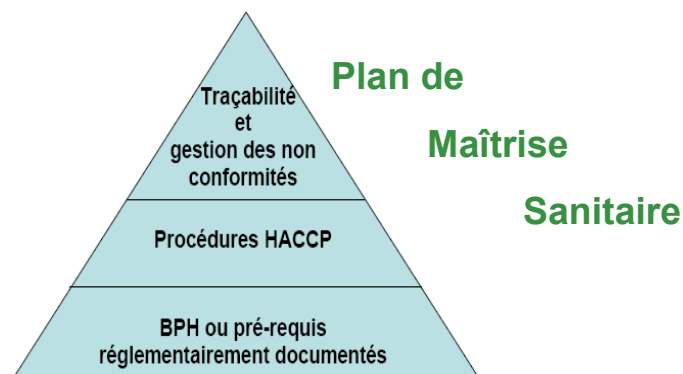 Plan de
Maîtrise
Sanitaire
Traçabilité
et
gestion des non
conformités
Procédures HACCP
BPH ou pré-requis
réglementairement documentés